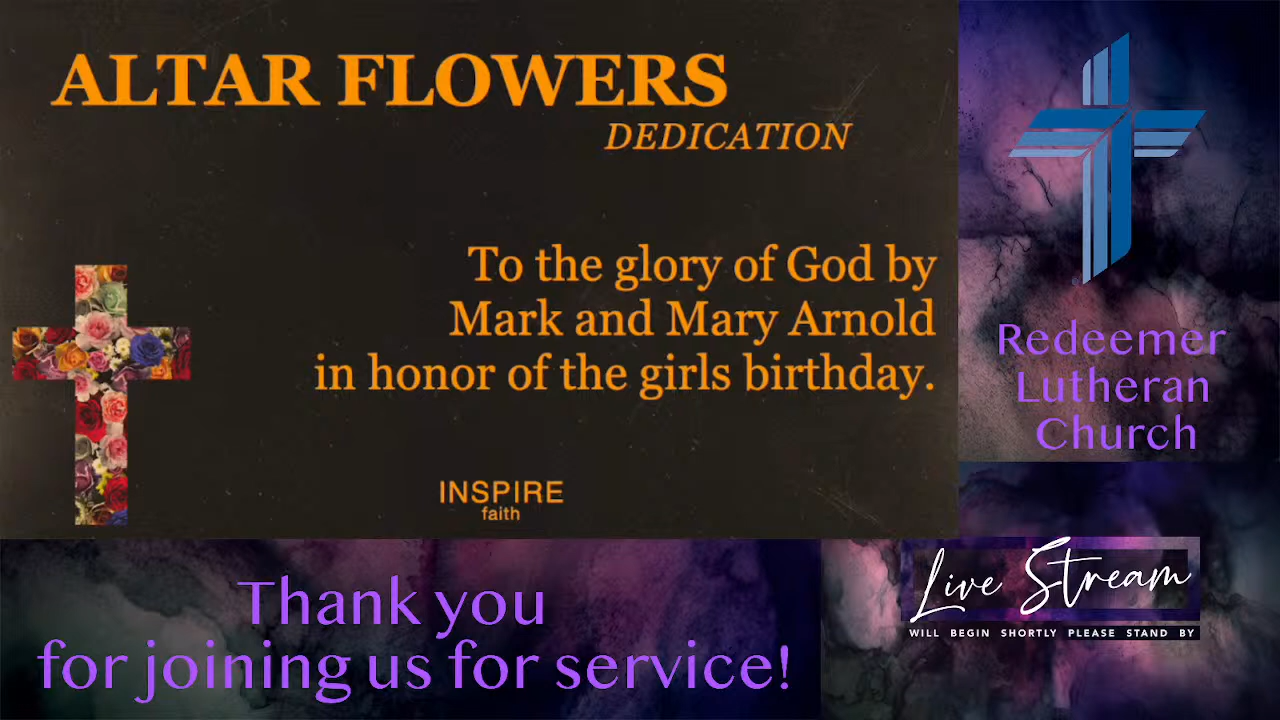 ALTAR FLOWERS
DEDICATION
To the glory of God by
Mark and Mary Arnold
in honor of the girls birthday.
INSPIRE
faith
Redeemer
Lutheran
Church
Thank you
for joining us for service!
Live Stream
WILL BEGIN SHORTLY PLEASE STAND BY